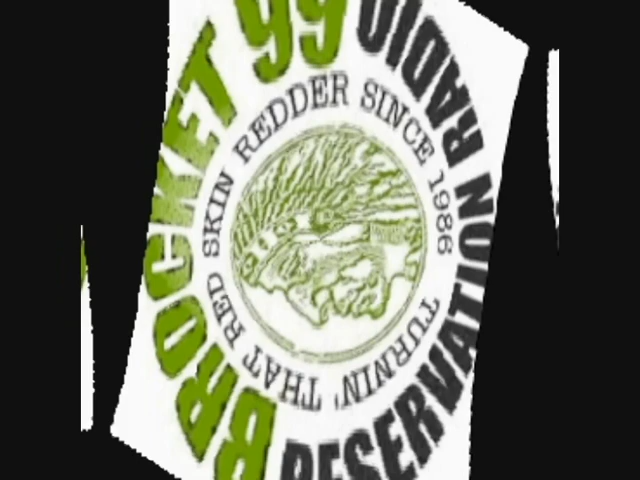 BROCKET 99
RESERVATION RADIO
TURNIN' THAT RED SKIN REDDER SINCE 1986